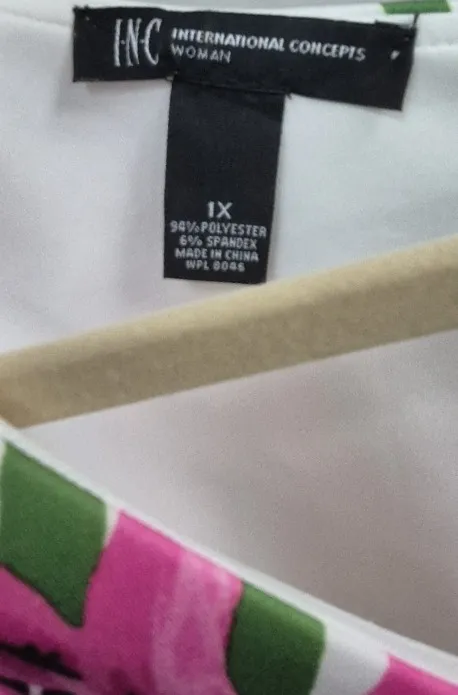 I·N·C INTERNATIONAL CONCEPTS
WOMAN
1X
94% POLYESTER
6% SPANDEX
MADE IN CHINA
WPL 8046